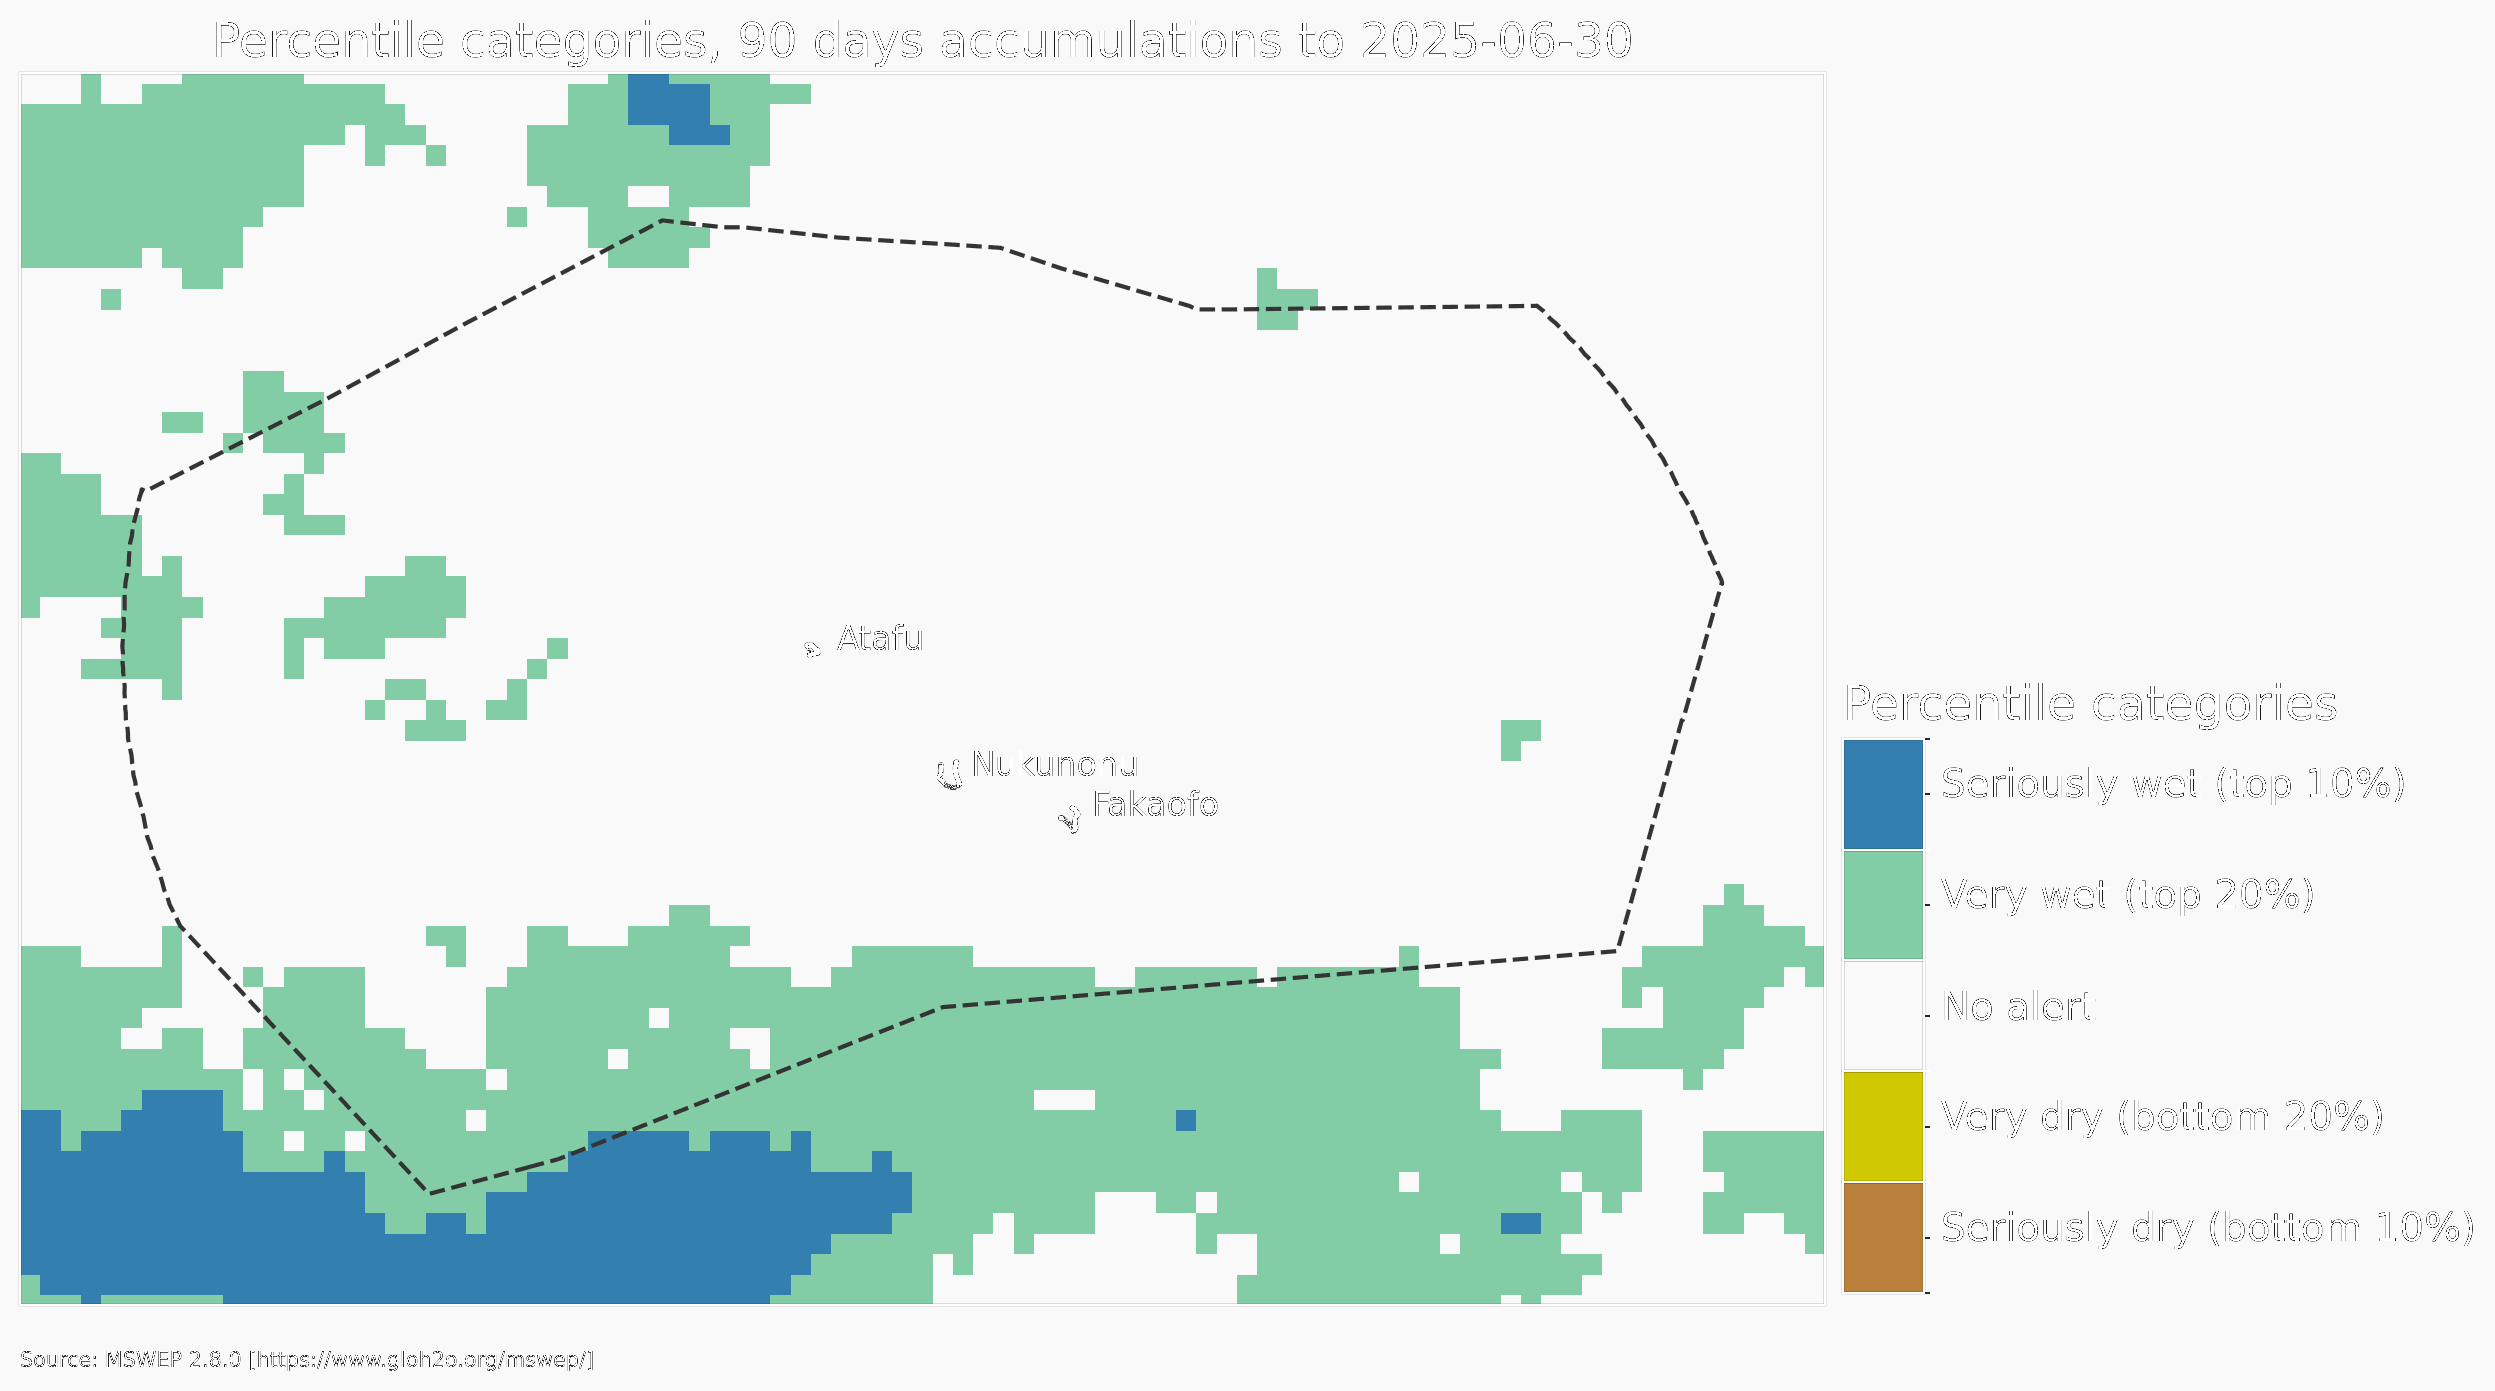 Percentile categories, 90 days accumulations to 2025-06-30
Atafu
Nukunonu
Fakaofo
Percentile categories
Seriously wet (top 10%)
Very wet (top 20%)
No alert
Very dry (bottom 20%)
Seriously dry (bottom 10%)
Source: MSWEP 2.8.0 [https://www.gloh2o.org/mswep/]